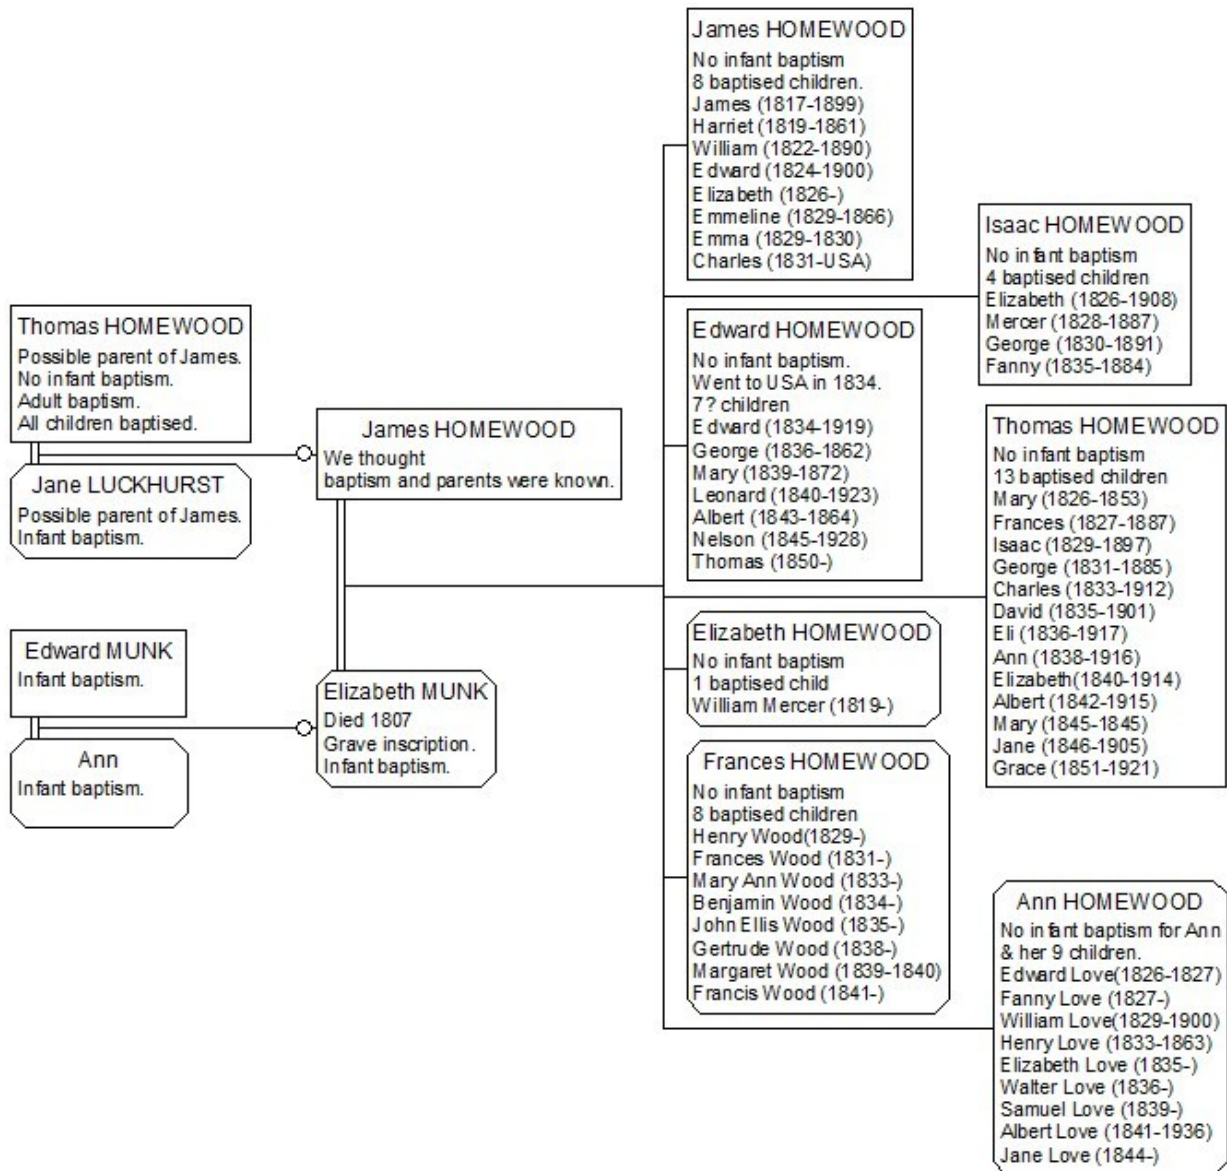 Thomas HOMEWOOD
Possible parent of James.
No infant baptism.
Adult baptism.
All children baptised.
Jane LUCKHURST
Possible parent of James.
Infant baptism.
Edward MUNK
Infant baptism.
Ann
Infant baptism.
James HOMEWOOD
We thought
baptism and parents were known.
Elizabeth MUNK
Died 1807
Grave inscription.
Infant baptism.
James HOMEWOOD
No infant baptism
8 baptised children.
James (1817-1899)
Harriet (1819-1861)
William (1822-1890)
Edward (1824-1900)
Elizabeth (1826-)
Emmeline (1829-1866)
Emma (1829-1830)
Charles (1831-USA)
Isaac HOMEWOOD
No infant baptism
4 baptised children
Elizabeth (1826-1908)
Mercer (1828-1887)
George (1830-1891)
Fanny (1835-1884)
Edward HOMEWOOD
No infant baptism.
Went to USA in 1834.
7? children
Edward (1834-1919)
George (1836-1862)
Mary (1839-1872)
Leonard (1840-1923)
Albert (1843-1864)
Nelson (1845-1928)
Thomas (1850-)
Thomas HOMEWOOD
No infant baptism
13 baptised children
Mary (1826-1853)
Frances (1827-1887)
Isaac (1829-1897)
George (1831-1885)
Charles (1833-1912)
David (1835-1901)
Eli (1836-1917)
Ann (1838-1916)
Elizabeth(1840-1914)
Albert (1842-1915)
Mary (1845-1845)
Jane (1846-1905)
Grace (1851-1921)
Elizabeth HOMEWOOD
No infant baptism
1 baptised child
William Mercer (1819-)
Frances HOMEWOOD
No infant baptism
8 baptised children
Henry Wood(1829-)
Frances Wood (1831-)
Mary Ann Wood (1833-)
Benjamin Wood (1834-)
John Ellis Wood (1835-)
Gertrude Wood (1838-)
Margaret Wood (1839-1840)
Francis Wood (1841-)
Ann HOMEWOOD
No infant baptism for Ann
& her 9 children.
Edward Love(1826-1827)
Fanny Love (1827-)
William Love(1829-1900)
Henry Love (1833-1863)
Elizabeth Love (1835-)
Walter Love (1836-)
Samuel Love (1839-)
Albert Love (1841-1936)
Jane Love (1844-)